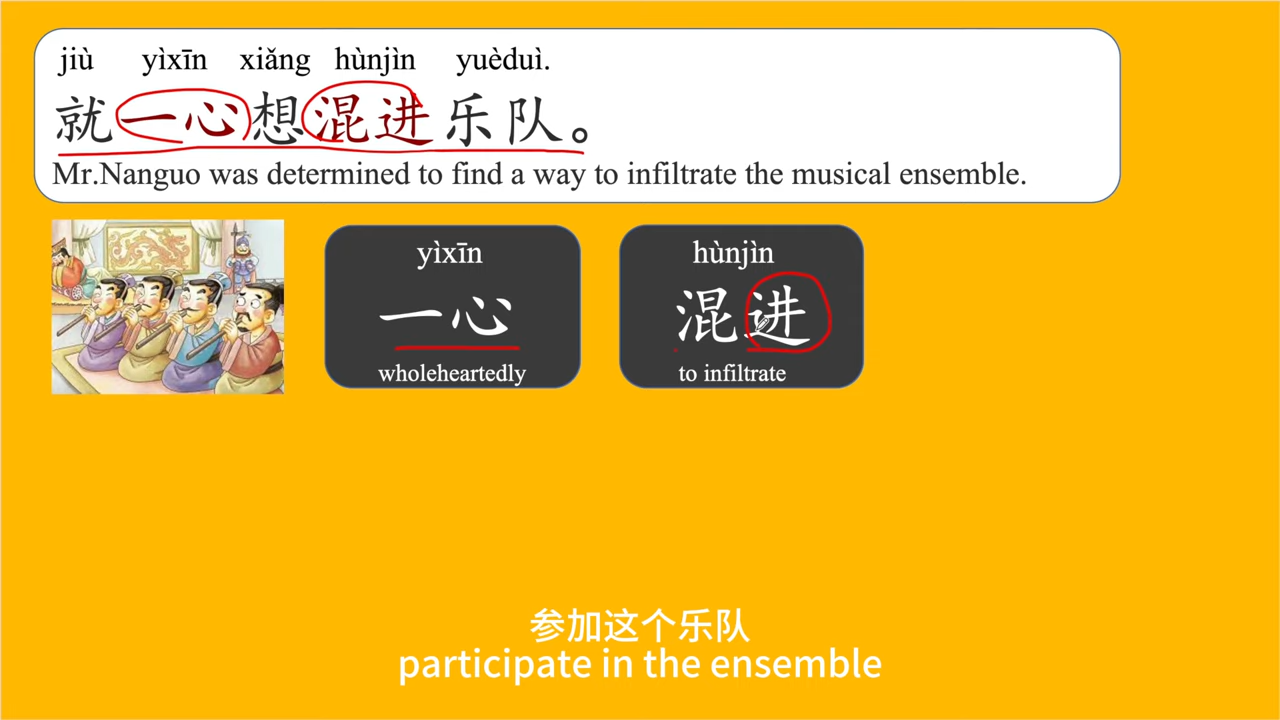 jiù yìxīn xiǎng hùnjìn yuèduì.
就一心想混进乐队。
Mr.Nanguo was determined to find a way to infiltrate the musical ensemble.
yìxīn
一心
wholeheartedly
hùnjìn
混进
to infiltrate
参加这个乐队
participate in the ensemble